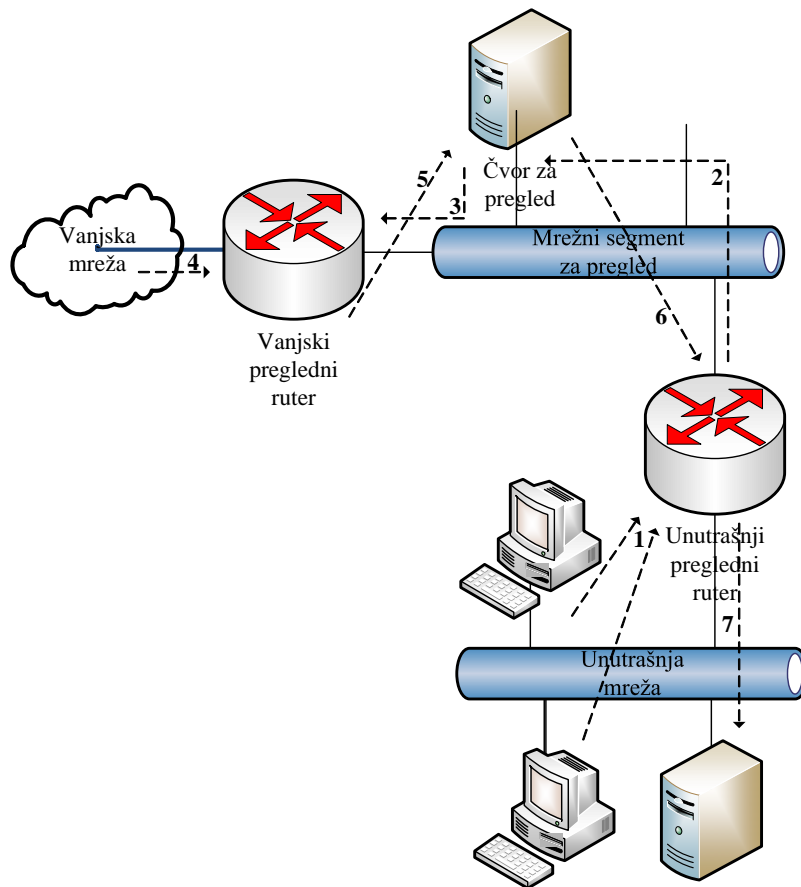 5
Čvor za
pregled
2
3
Vanjska
mreža
4
Mrežni segment
za pregled
6
Vanjski
pregledni
ruter
1
Unutrašnji
pregledni
ruter
7
Unutrašnja
mreža